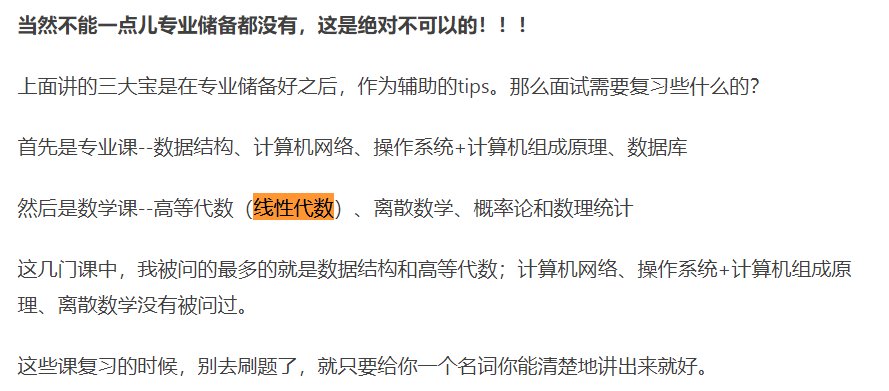 当然不能一点儿专业储备都没有，这是绝对不可以的！！！
上面讲的三大宝是在专业储备好之后，作为辅助的tips。那么面试需要复习些什么的？
首先是专业课--数据结构、计算机网络、操作系统+计算机组成原理、数据库
然后是数学课--高等代数（线性代数）、离散数学、概率论和数理统计
这几门课中，我被问的最多的就是数据结构和高等代数；计算机网络、操作系统+计算机组成原
理、离散数学没有被问过。
这些课复习的时候，别去刷题了，就只要给你一个名词你能清楚地讲出来就好。